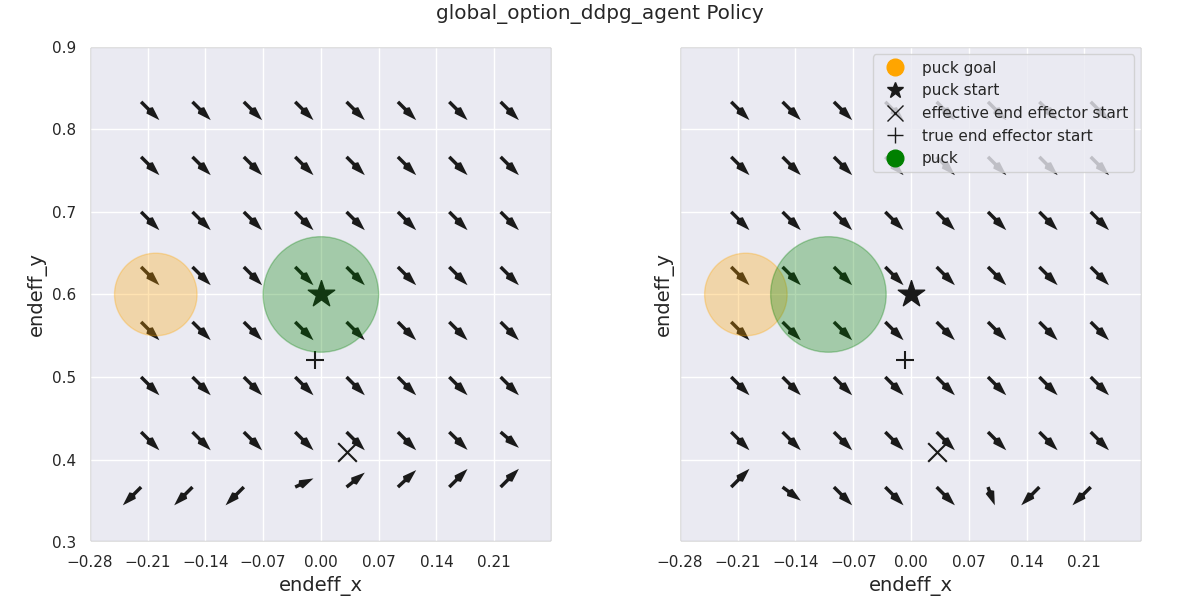 global_option_ddpg_agent Policy
endeff_y
0.9
0.8
0.7
0.6
0.5
0.4
0.3
−0.28 −0.21 −0.14 −0.07 0.00 0.07 0.14 0.21
endeff_x
endeff_y
puck goal
puck start
effective end effector start
true end effector start
puck
−0.28 −0.21 −0.14 −0.07 0.00 0.07 0.14 0.21
endeff_x